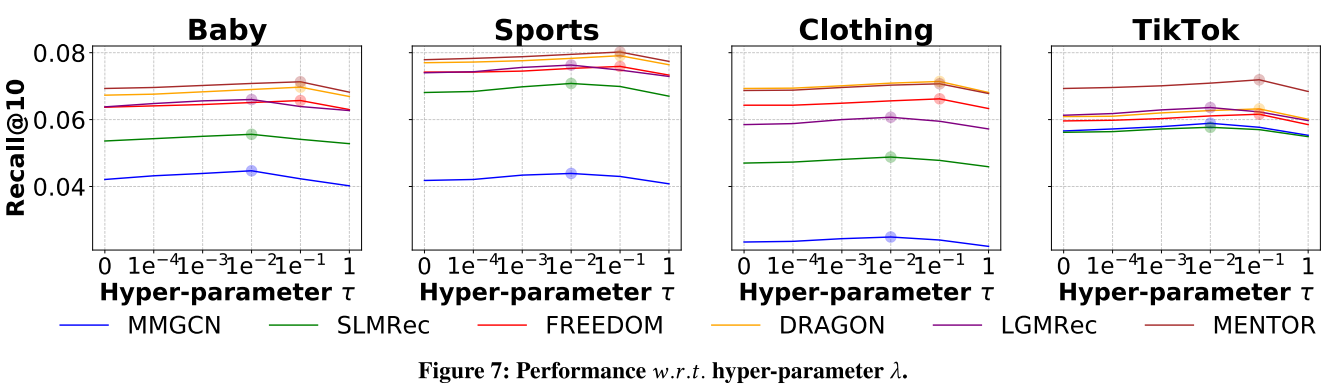 Baby Sports Clothing TikTok
Recall@10
0.08
0.06
0.04
0 1e−4 1e−3 1e−2 1e−1 1 0 1e−4 1e−3 1e−2 1e−1 1 0 1e−4 1e−3 1e−2 1e−1 1 0 1e−4 1e−3 1e−2 1e−1 1
Hyper-parameter τ Hyper-parameter τ Hyper-parameter τ Hyper-parameter τ
MMGCN SLMRec FREEDOM DRAGON LGMRec MENTOR
Figure 7: Performance w.r.t. hyper-parameter λ.